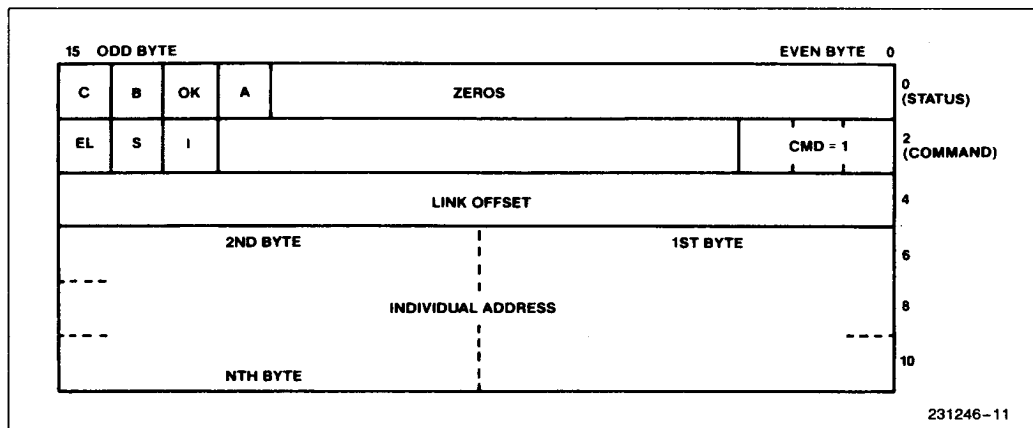 15 ODD BYTE EVEN BYTE 0
C B OK A ZEROS 0
(STATUS)
EL S I CMD = 1 2
(COMMAND)
LINK OFFSET 4
2ND BYTE 1ST BYTE
6
INDIVIDUAL ADDRESS 8
10
NTH BYTE
231246-11